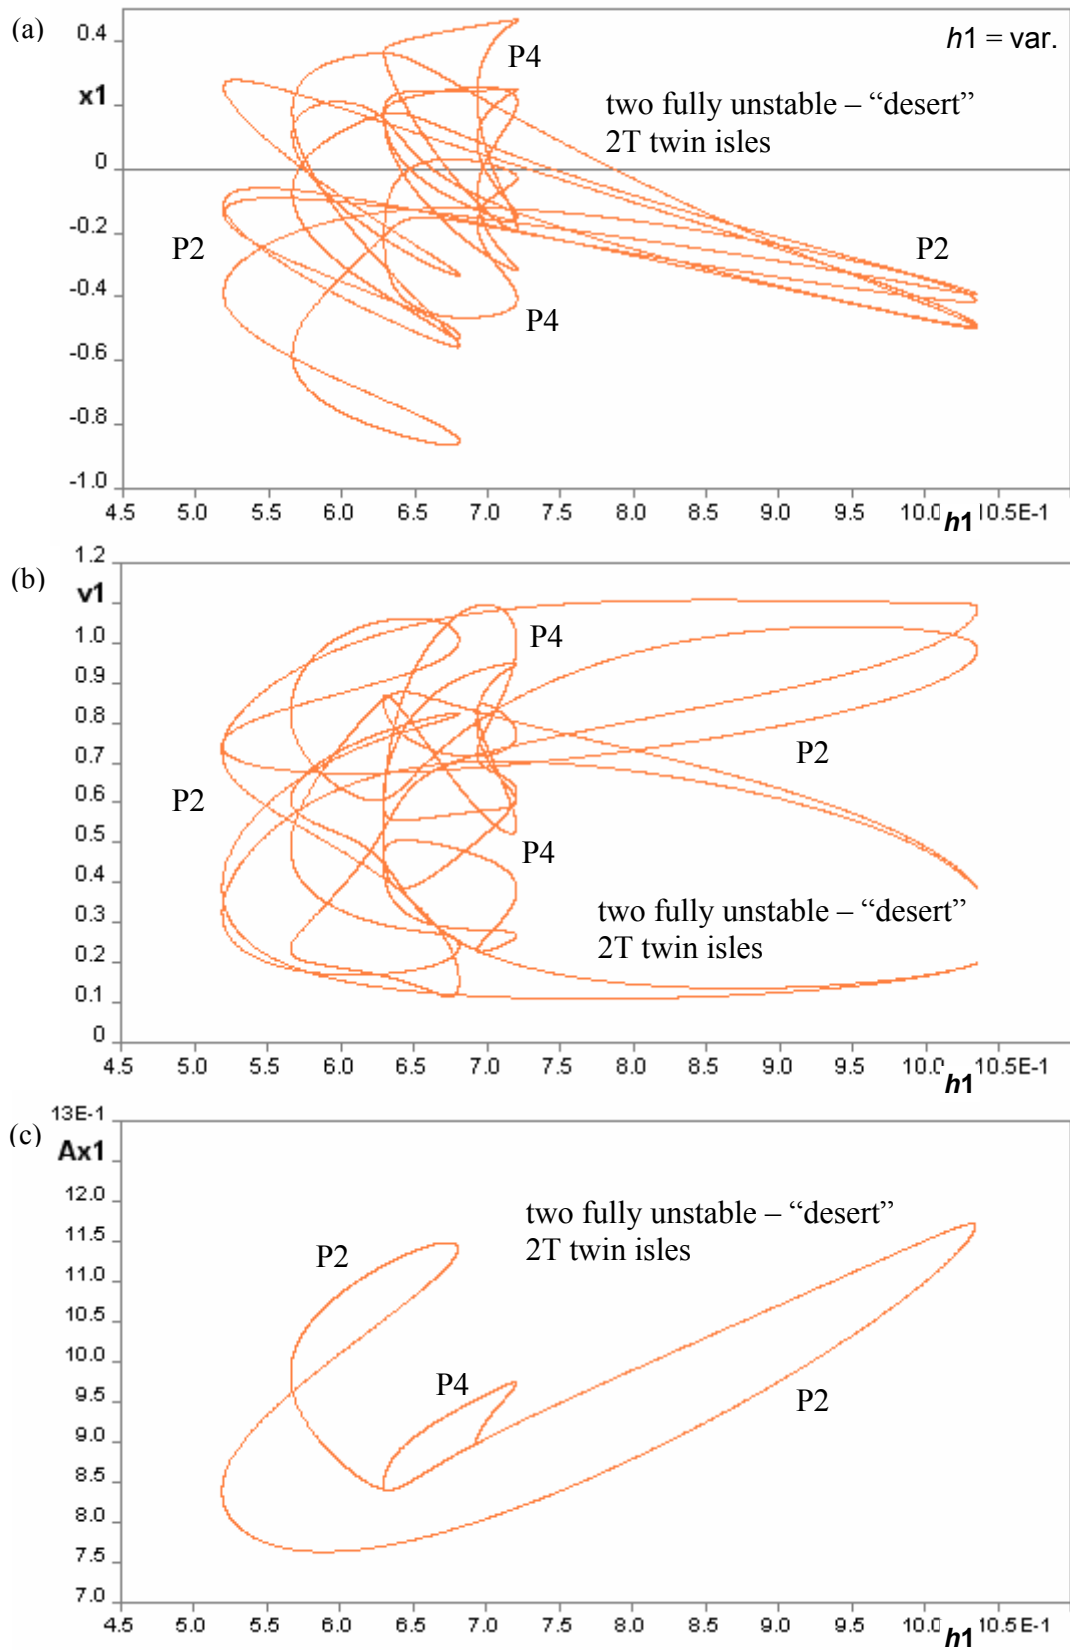 (a)
0.4
x1
0.2
0
-0.2
-0.4
-0.6
-0.8
-1.0
h1 = var.
P4
two fully unstable – “desert”
2T twin isles
P2
P2
P4
4.5 5.0 5.5 6.0 6.5 7.0 7.5 8.0 8.5 9.0 9.5 10.0 10.5E-1
h1
(b)
1.2
v1
1.0
0.9
0.8
0.7
0.6
0.5
0.4
0.3
0.2
0.1
0
P4
P2
P2
P4
two fully unstable – “desert”
2T twin isles
4.5 5.0 5.5 6.0 6.5 7.0 7.5 8.0 8.5 9.0 9.5 10.0 10.5E-1
h1
(c)
13E-1
Ax1
12.0
11.5
11.0
10.5
10.0
9.5
9.0
8.5
8.0
7.5
7.0
two fully unstable – “desert”
2T twin isles
P2
P4
P2
4.5 5.0 5.5 6.0 6.5 7.0 7.5 8.0 8.5 9.0 9.5 10.0 10.5E-1
h1